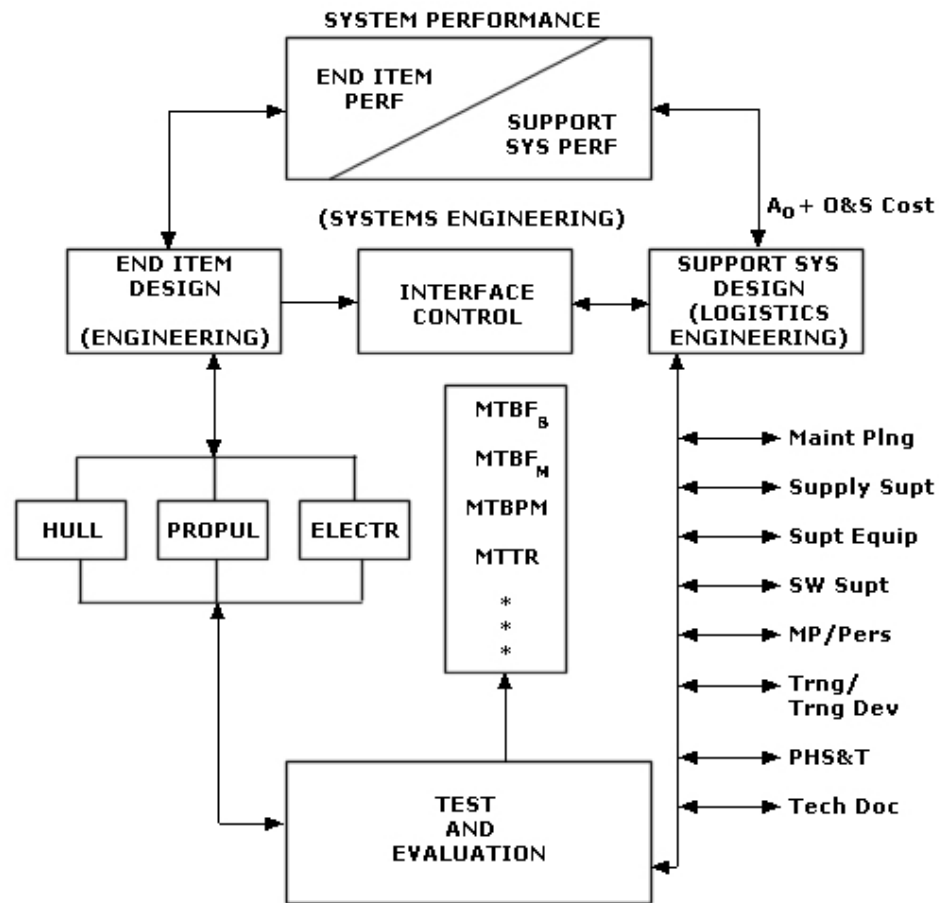 SYSTEM PERFORMANCE
END ITEM
PERF
SUPPORT
SYS PERF
A₀ + O&S Cost
(SYSTEMS ENGINEERING)
END ITEM
DESIGN
(ENGINEERING)
INTERFACE
CONTROL
SUPPORT SYS
DESIGN
(LOGISTICS
ENGINEERING)
MTBF_B
MTBF_M
MTBPM
MTTR
*
*
*
HULL
PROPUL
ELECTR
Maint Plng
Supply Supt
Supt Equip
SW Supt
MP/Pers
Trng/
Trng Dev
PHS&T
Tech Doc
TEST
AND
EVALUATION